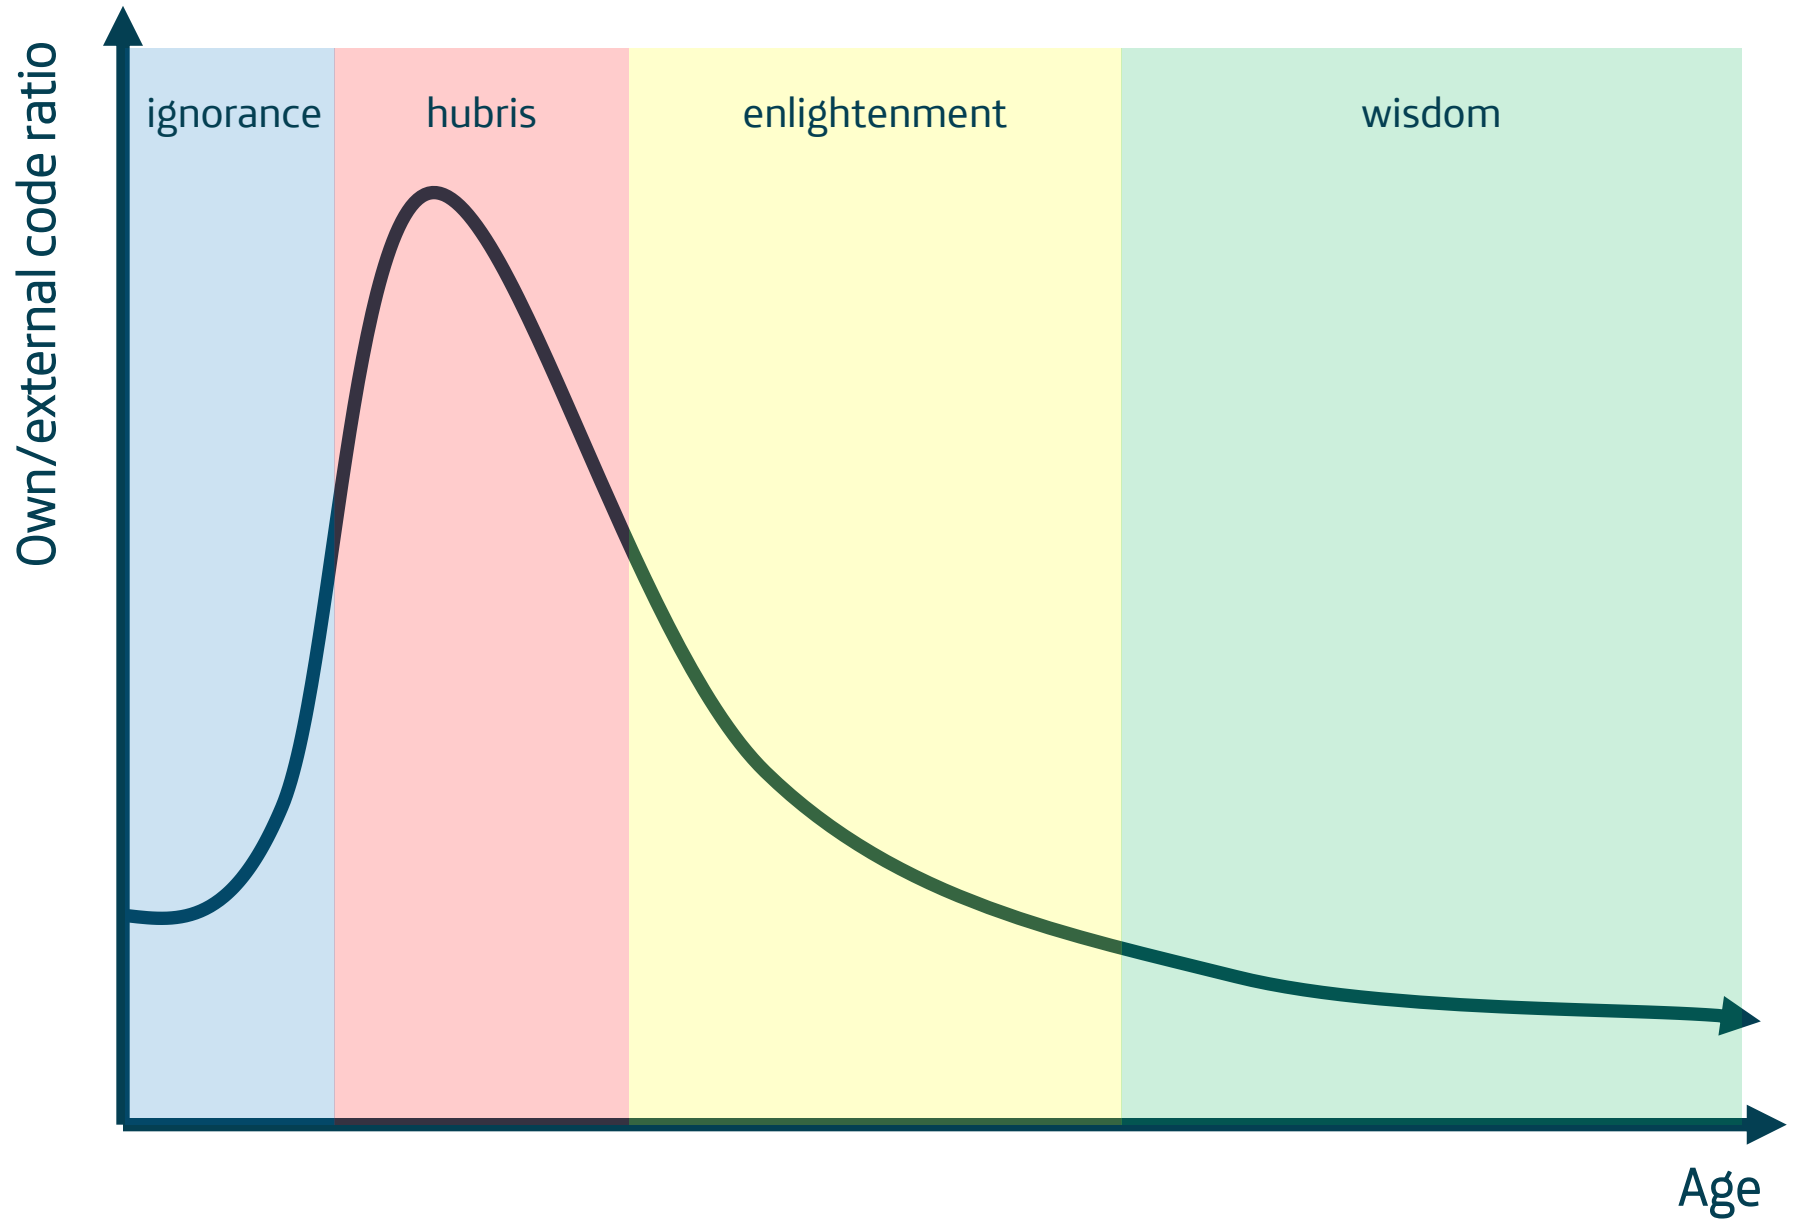 Own/external code ratio
ignorance
hubris
enlightenment
wisdom
Age